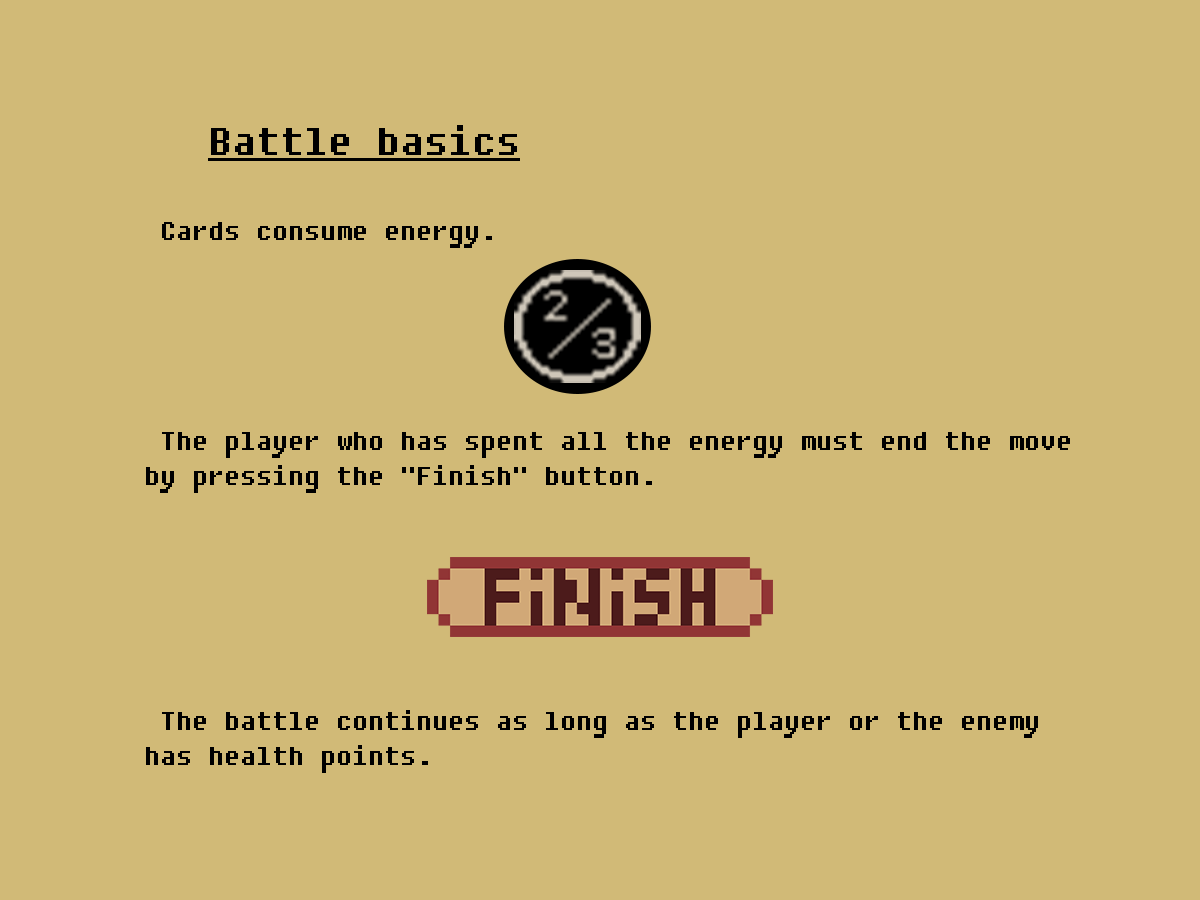 Battle basics
Cards consume energy.
2/3
The player who has spent all the energy must end the move
by pressing the "Finish" button.
FiNiSH
The battle continues as long as the player or the enemy
has health points.